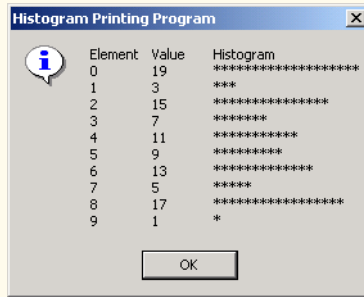 Histogram Printing Program
Element Value Histogram
0 19 *******************
1 3 ***
2 15 ***************
3 7 *******
4 11 ***********
5 9 *********
6 13 *************
7 5 *****
8 17 *****************
9 1 *
OK